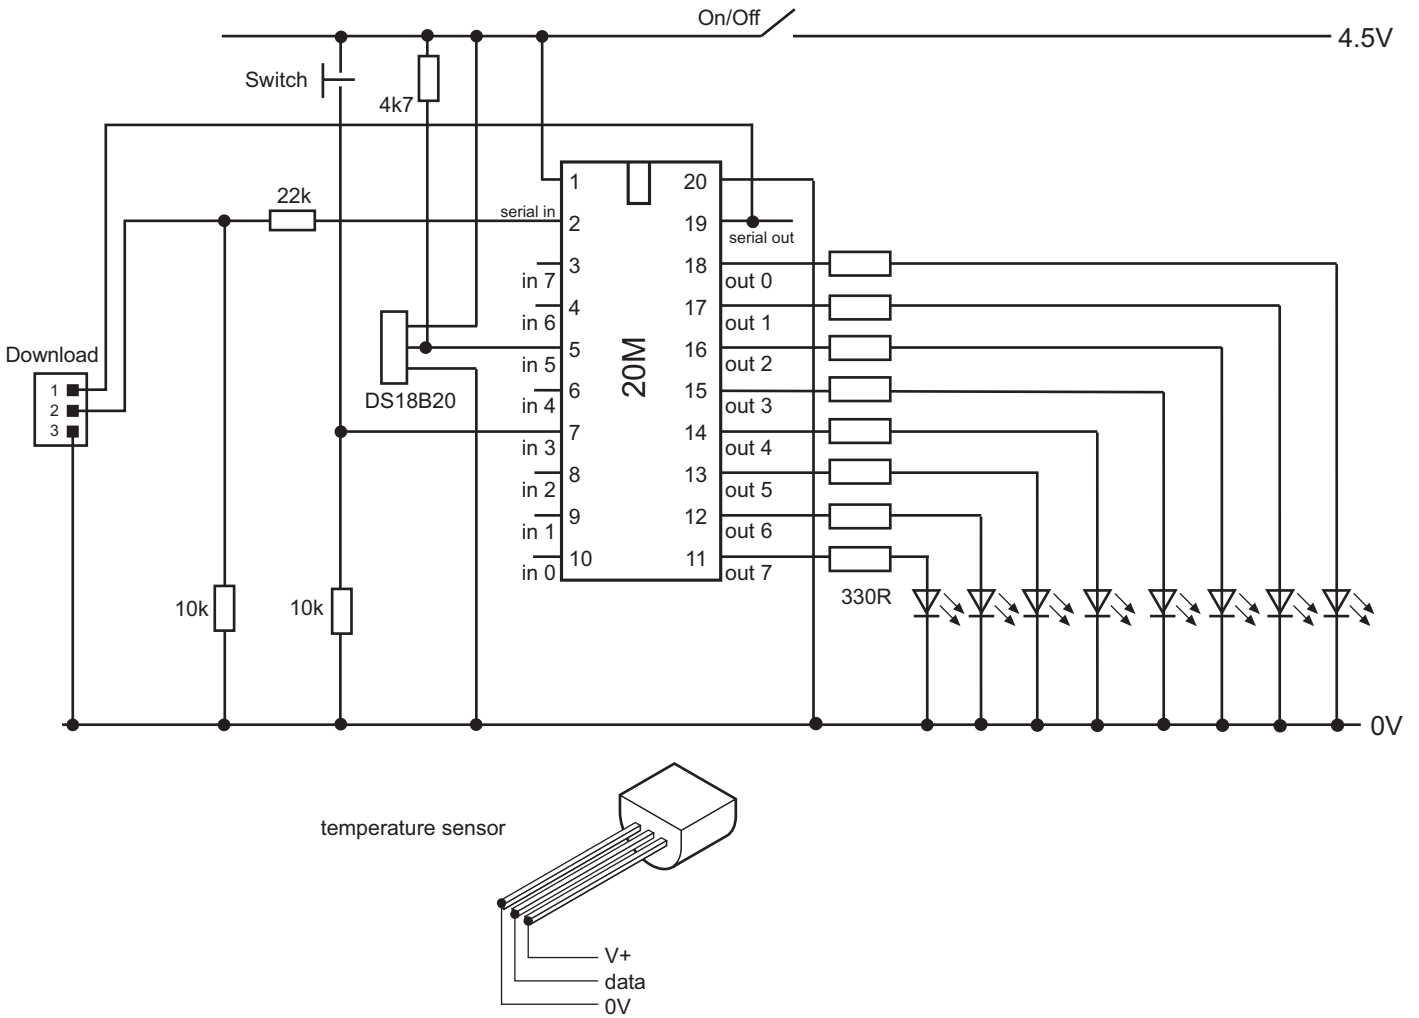 On/Off
4.5V
Switch
4k7
22k
serial in
1
20
2
19
serial out
3
18
in 7
out 0
4
17
in 6
out 1
5
16
in 5
out 2
6
15
in 4
out 3
7
14
in 3
out 4
8
13
in 2
out 5
9
12
in 1
out 6
10
11
in 0
out 7
20M
DS18B20
Download
1
2
3
10k
10k
330R
0V
temperature sensor
V+
data
0V